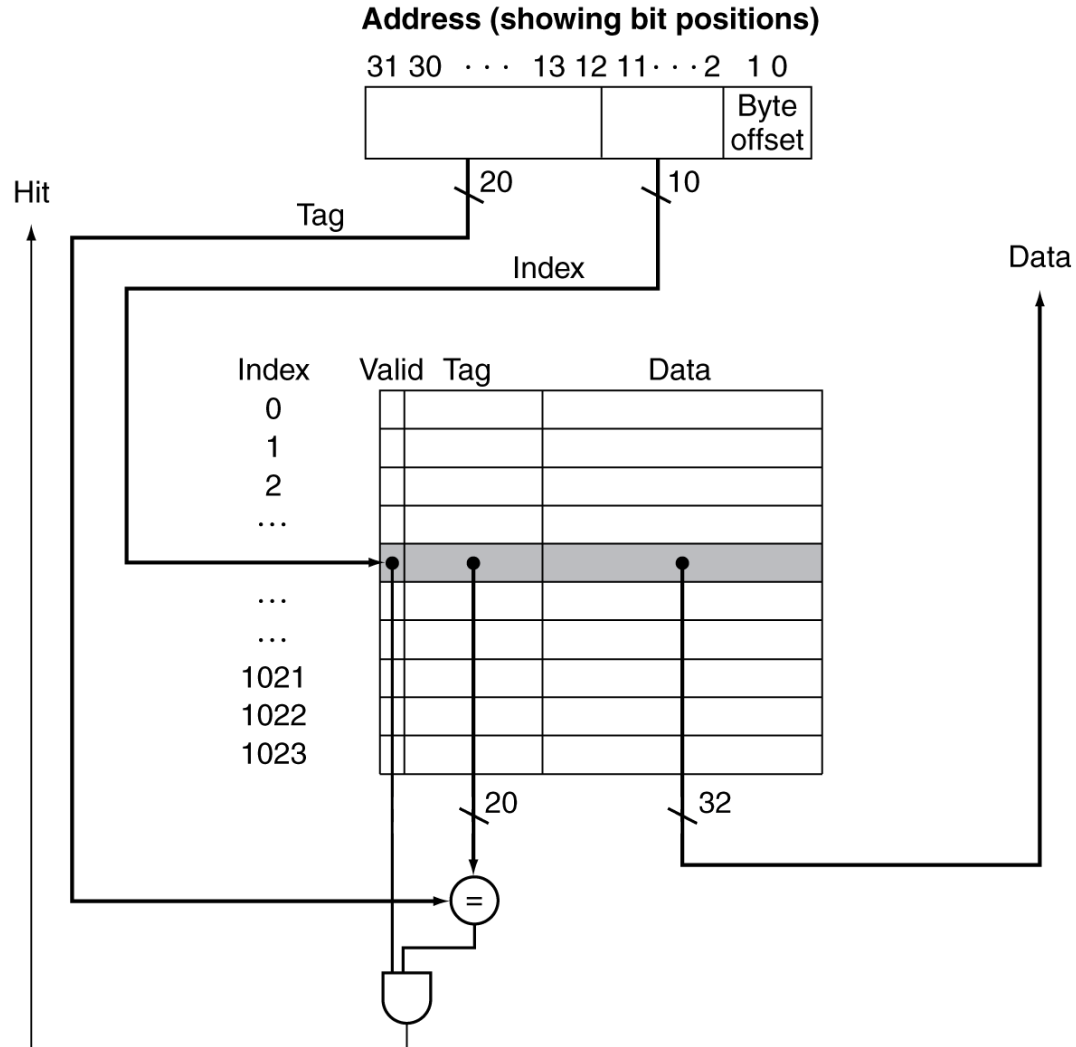 Address (showing bit positions)
31 30 · · · 13 12 11 · · · 2 1 0
Byte
offset
20
10
Hit
Tag
Index
Data
Index Valid Tag Data
0
1
2
...
...
...
1021
1022
1023
20
32
=